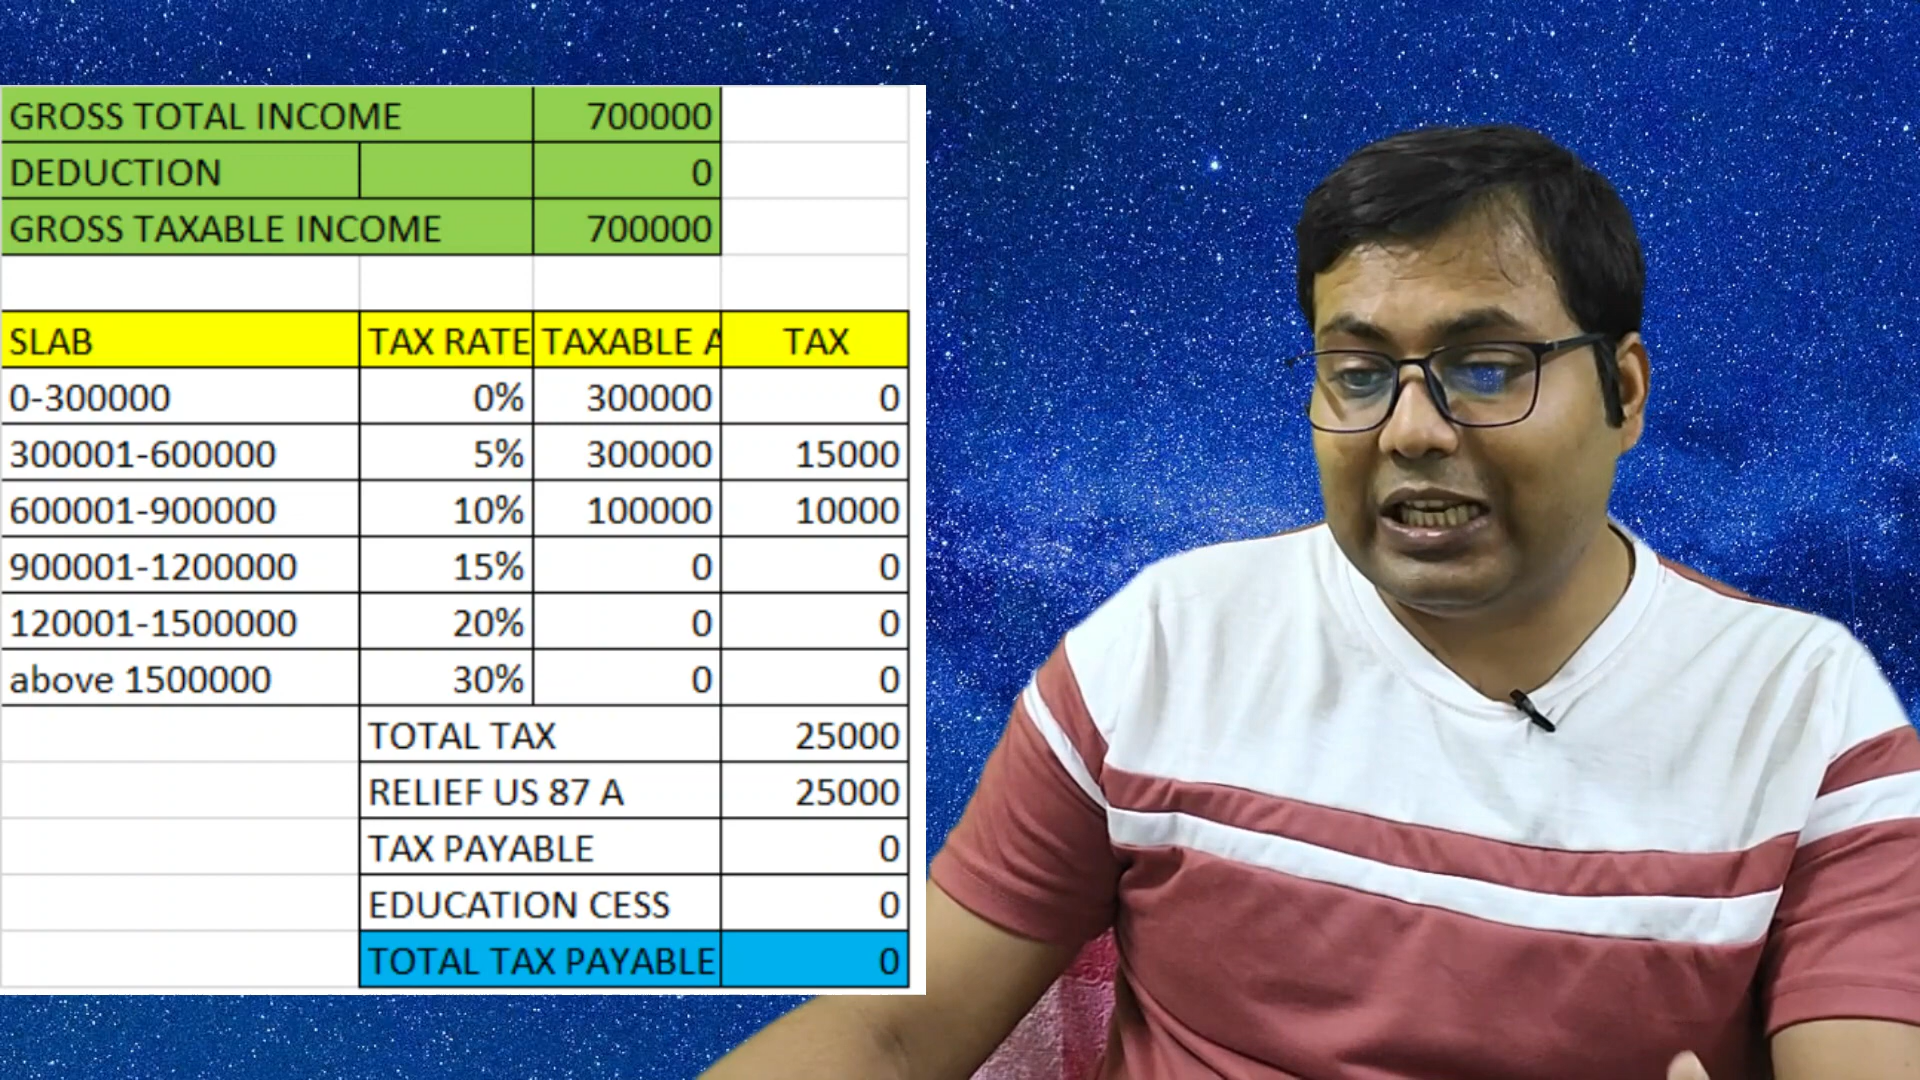 GROSS TOTAL INCOME 700000
DEDUCTION 0
GROSS TAXABLE INCOME 700000
SLAB TAX RATE TAXABLE A TAX
0-300000 0% 300000 0
300001-600000 5% 300000 15000
600001-900000 10% 100000 10000
900001-1200000 15% 0 0
120001-1500000 20% 0 0
above 1500000 30% 0 0
TOTAL TAX 25000
RELIEF US 87 A 25000
TAX PAYABLE 0
EDUCATION CESS 0
TOTAL TAX PAYABLE 0